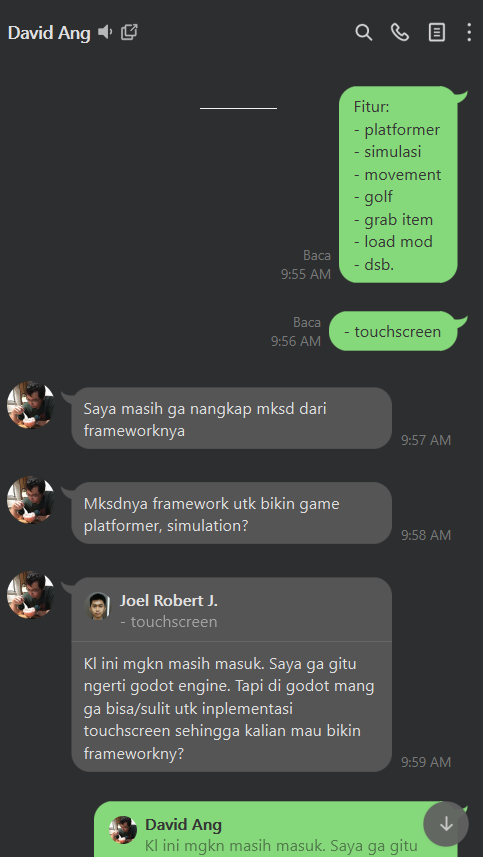 David Ang
Fitur:
- platformer
- simulasi
- movement
- golf
- grab item
- load mod
- dsb.
Baca
9:55 AM
Baca
9:56 AM
- touchscreen
Saya masih ga nangkap mksd dari
frameworknya
9:57 AM
Mksdnya framework utk bikin game
platformer, simulation?
9:58 AM
Joel Robert J.
- touchscreen
Kl ini mgkn masih masuk. Saya ga gitu
ngerti godot engine. Tapi di godot mang
ga bisa/sulit utk inplementasi
touchscreen sehingga kalian mau bikin
frameworkny?
9:59 AM
David Ang
Kl ini mgkn masih masuk. Saya ga gitu